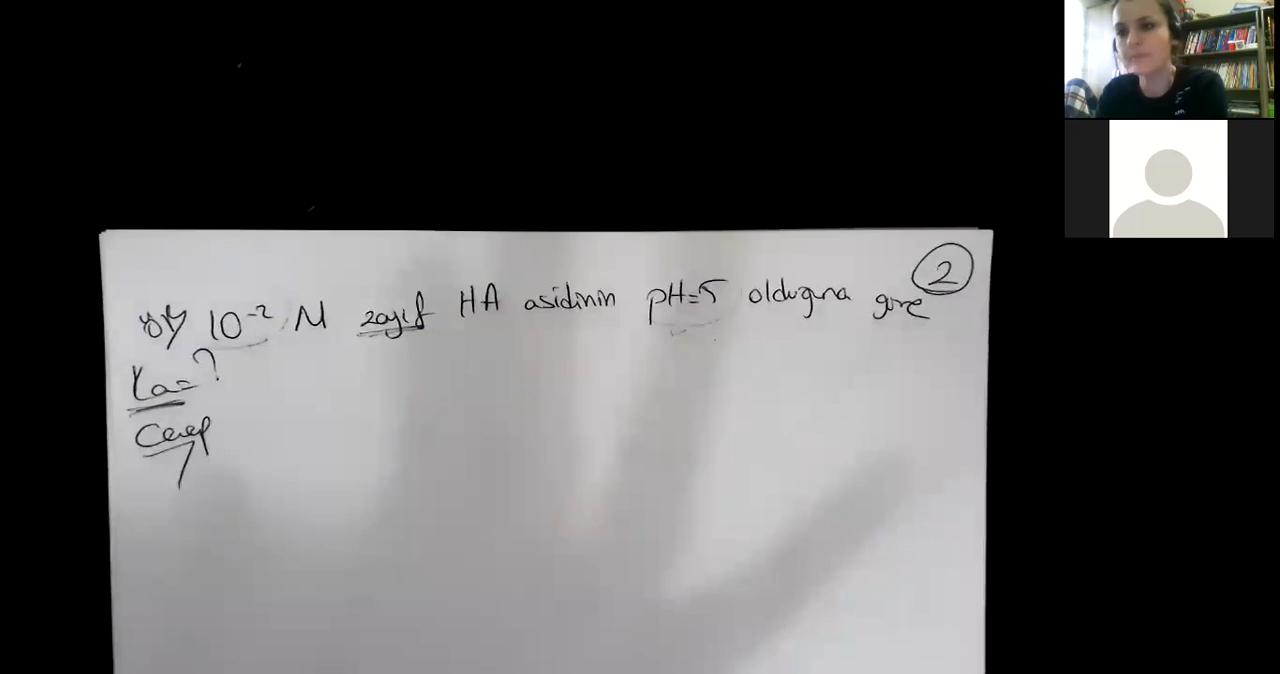 2
10⁻² M zayıf HA asidinin pH=5 olduğuna göre
Ka=?
Cevap